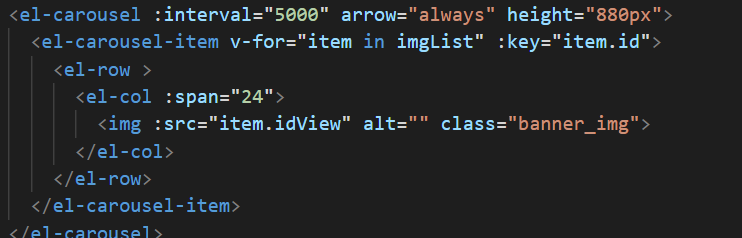 <el-carousel :interval="5000" arrow="always" height="880px">
<el-carousel-item v-for="item in imgList" :key="item.id">
<el-row >
<el-col :span="24">
<img :src="item.idView" alt="" class="banner_img">
</el-col>
</el-row>
</el-carousel-item>
</el-carousel>